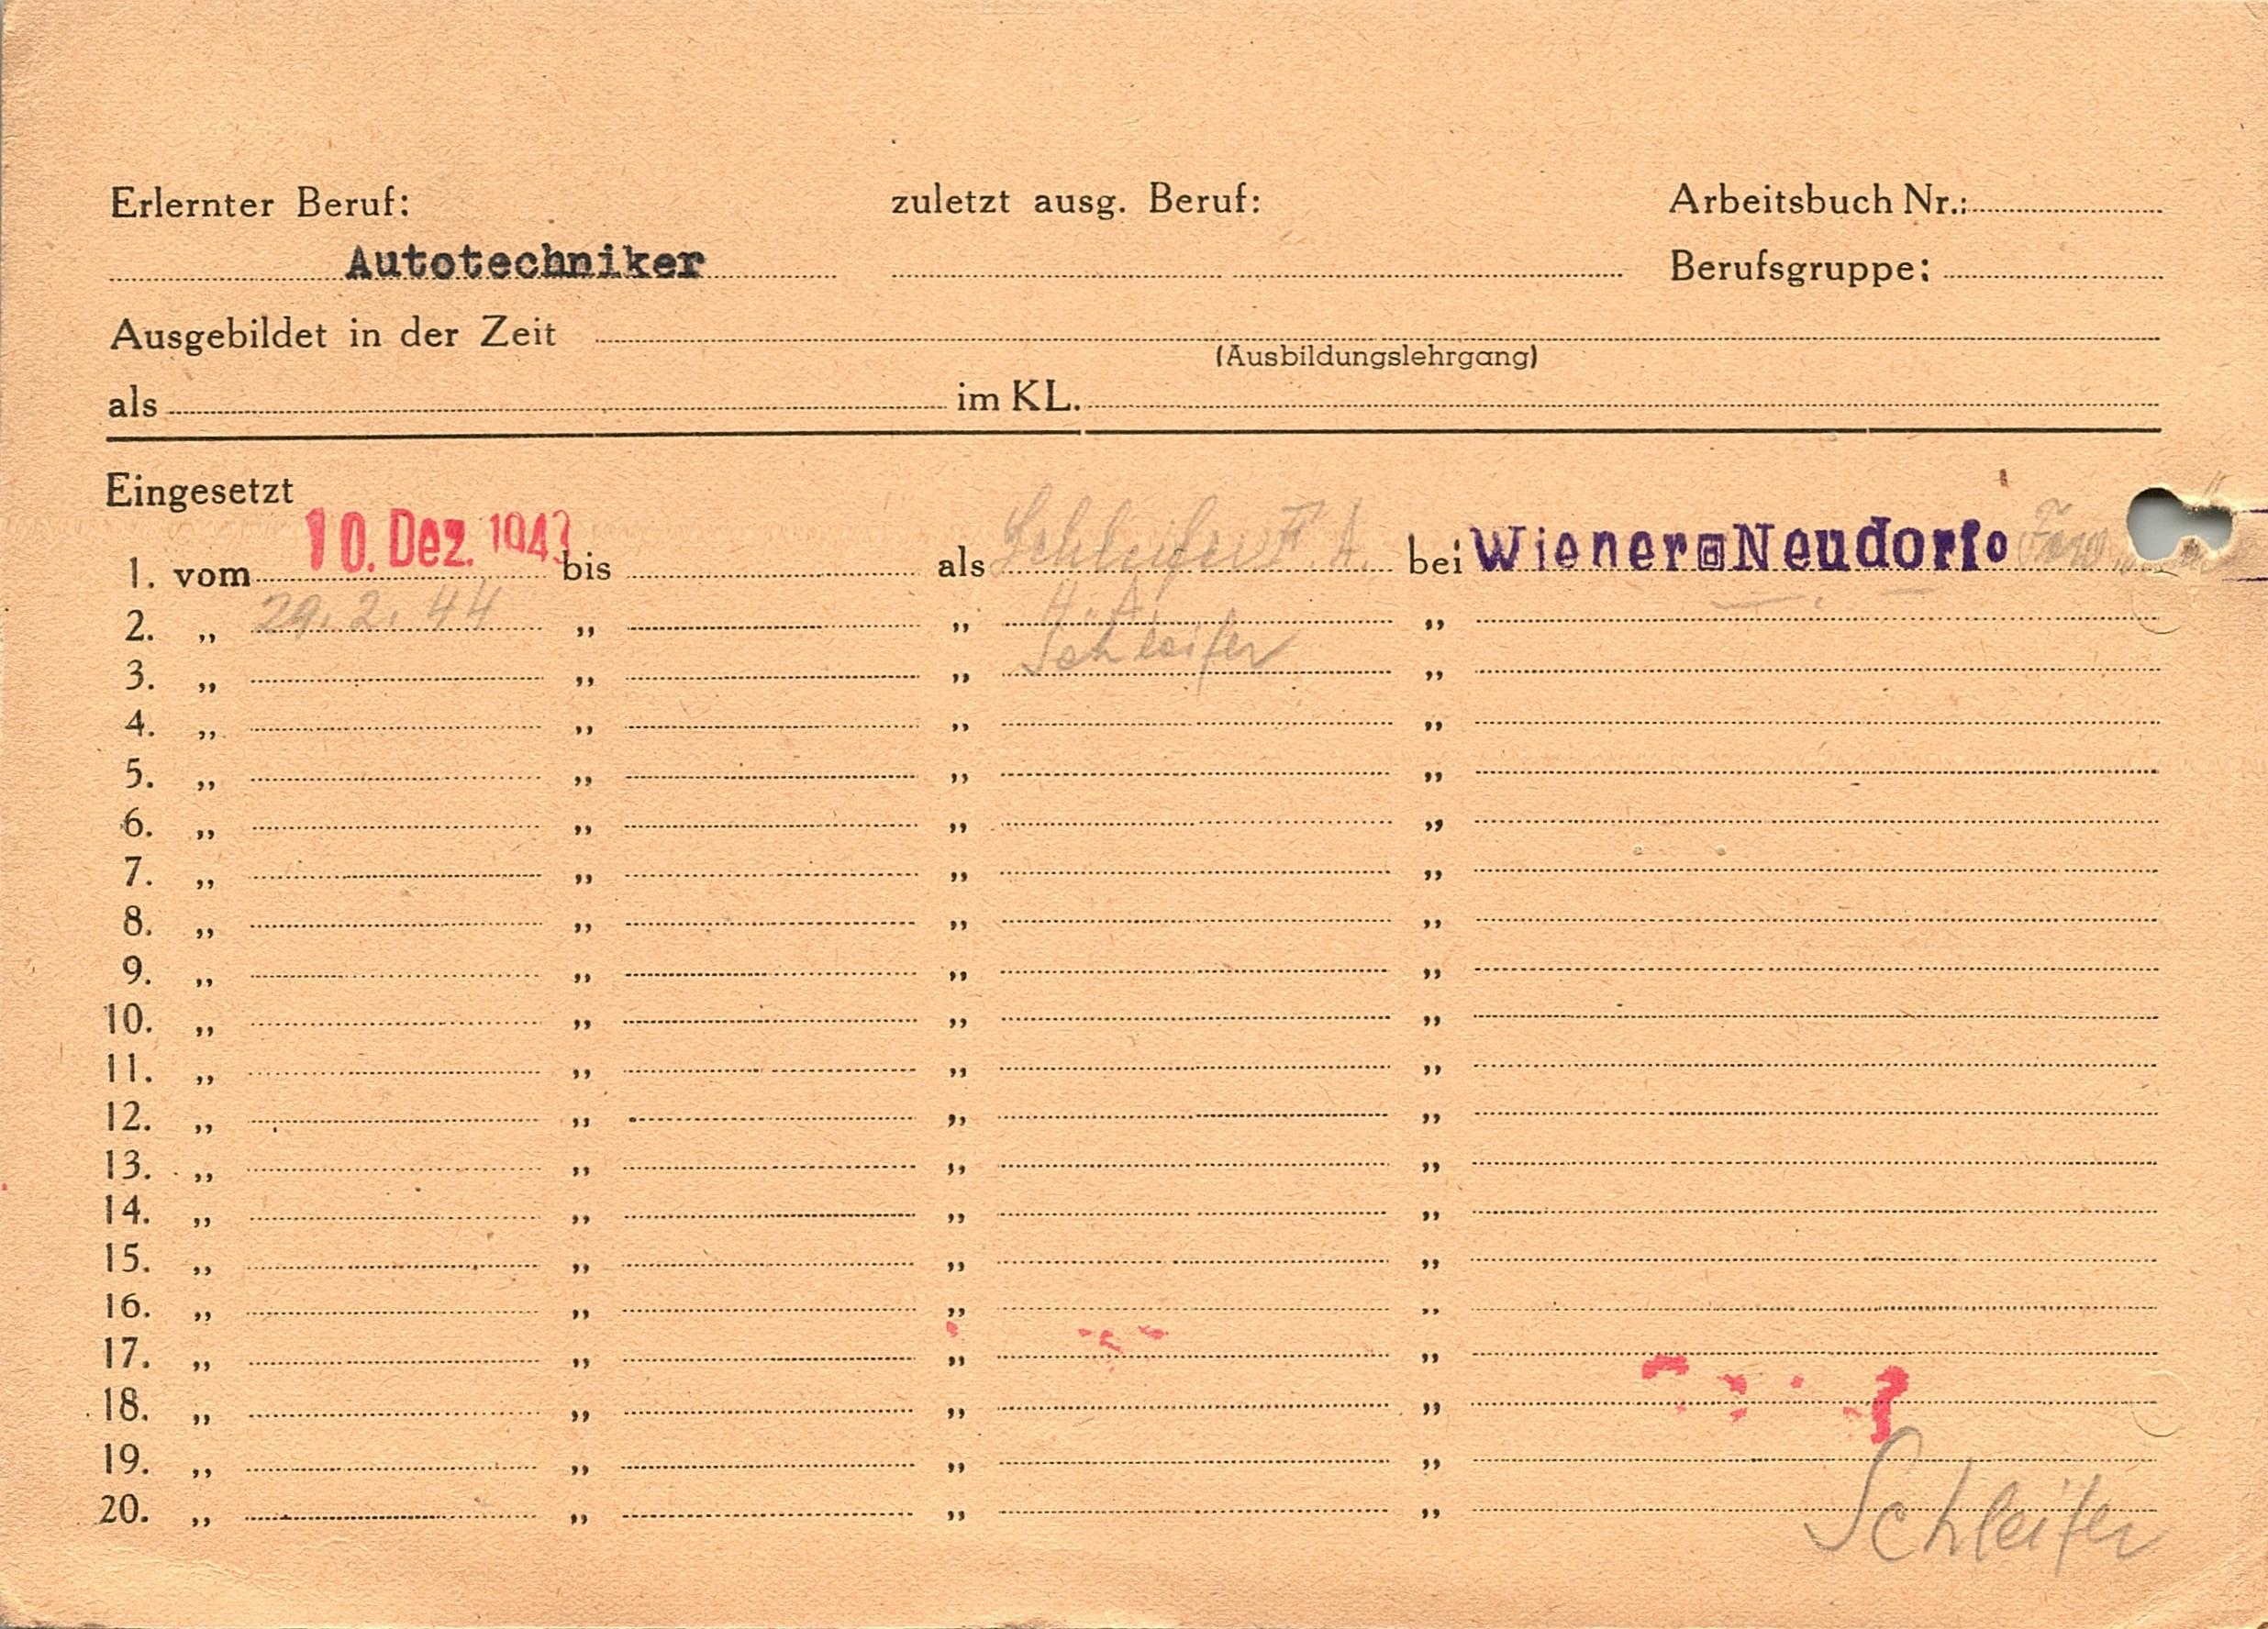 Erlernter Beruf: zuletzt ausg. Beruf: Arbeitsbuch Nr.:
Autotechniker Berufsgruppe:
Ausgebildet in der Zeit
(Ausbildungslehrgang)
als im KL.
Eingesetzt
1. vom 10. Dez. 1943 bis als Schleifer F. A. bei Wiener Neudorf
2. „ 29. 2. 44 „ „ „
3. „ „ „ Schleifer „
4. „ „ „ „
5. „ „ „ „
6. „ „ „ „
7. „ „ „ „
8. „ „ „ „
9. „ „ „ „
10. „ „ „ „
11. „ „ „ „
12. „ „ „ „
13. „ „ „ „
14. „ „ „ „
15. „ „ „ „
16. „ „ „ „
17. „ „ „ „
18. „ „ „ „
19. „ „ „ „
20. „ „ „ „
Schleifer